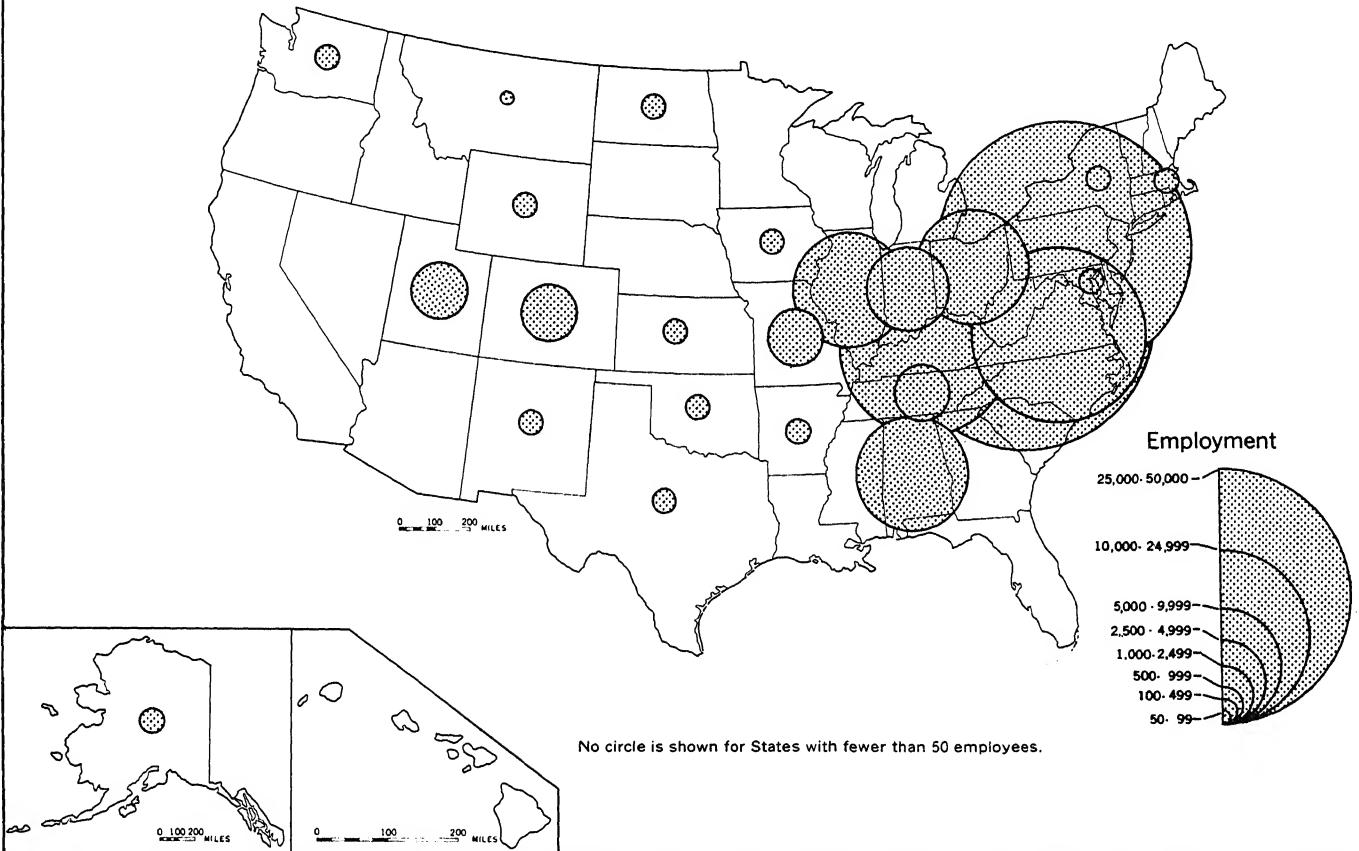 Employment
25,000-50,000
10,000-24,999
5,000-9,999
2,500-4,999
1,000-2,499
500-999
100-499
50-99
0 100 200 MILES
No circle is shown for States with fewer than 50 employees.
0 100 200 MILES
0 100 200 MILES